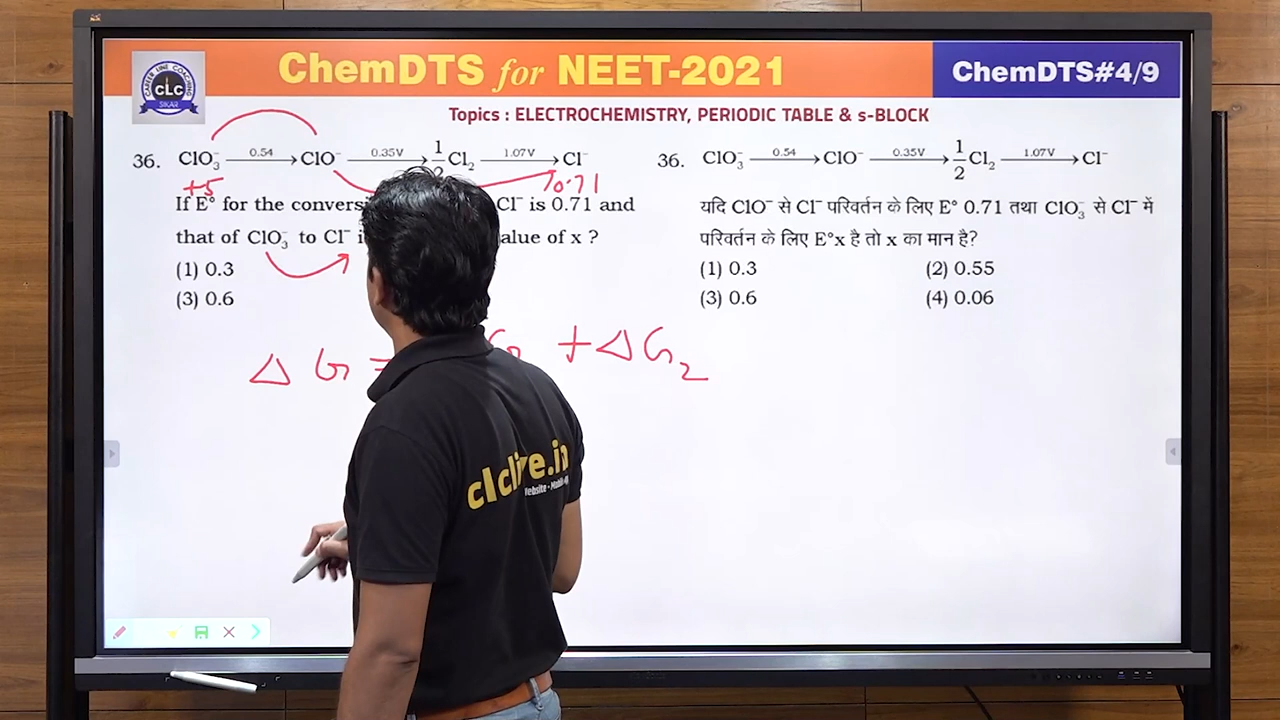 ChemDTS for NEET-2021
ChemDTS#4/9
CAREER LINE COACHING
CLC
SIKAR
Topics : ELECTROCHEMISTRY, PERIODIC TABLE & s-BLOCK
36. ClO₃⁻ —0.54→ ClO⁻ —0.35V→ 1/2 Cl₂ —1.07V→ Cl⁻
+5
0.71
If E° for the Cl⁻ is 0.71 and
that of ClO₃⁻ to Cl⁻ of x ?
(1) 0.3
(3) 0.6
Δ G = + Δ G₂
36. ClO₃⁻ —0.54→ ClO⁻ —0.35V→ 1/2 Cl₂ —1.07V→ Cl⁻
यदि ClO⁻ से Cl⁻ परिवर्तन के लिए E° 0.71 तथा ClO₃⁻ से Cl⁻ में
परिवर्तन के लिए E°x है तो x का मान है?
(1) 0.3 (2) 0.55
(3) 0.6 (4) 0.06
clclive.in